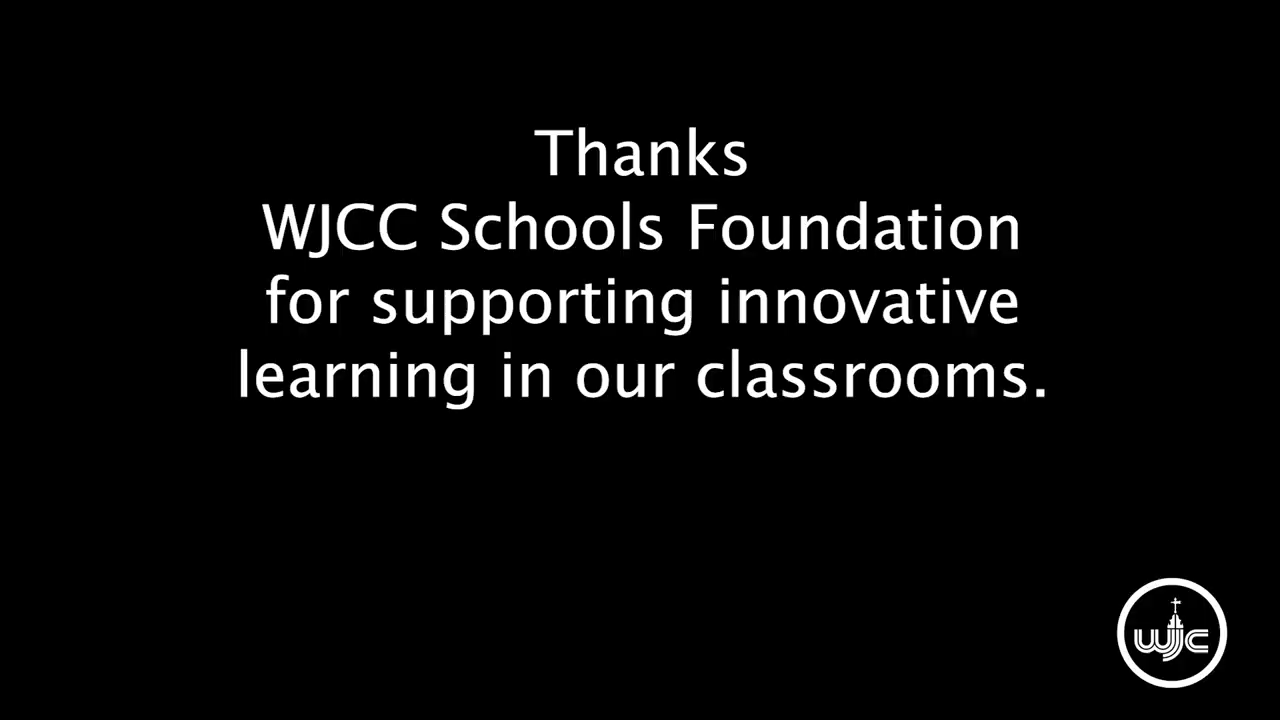 Thanks
WJCC Schools Foundation
for supporting innovative
learning in our classrooms.
WJC